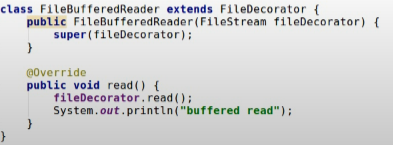 class FileBufferedReader extends FileDecorator {
    public FileBufferedReader(FileStream fileDecorator) {
        super(fileDecorator);
    }

    @Override
    public void read() {
        fileDecorator.read();
        System.out.println("buffered read");
    }
}